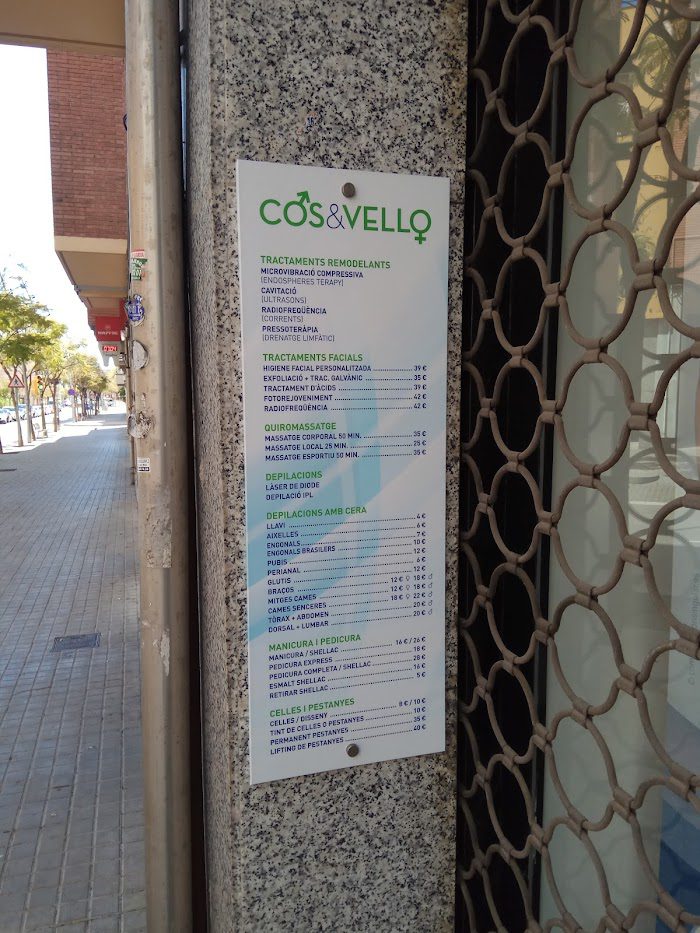 COS&VELLO
TRACTAMENTS REMODELANTS
MICROVIBRACIÓ COMPRESSIVA
(ENDOSPHERES TERAPY)
CAVITACIÓ
(ULTRASONS)
RADIOFREQÜÈNCIA
(CORRENTS)
PRESSOTERÀPIA
(DRENATGE LIMFÀTIC)
TRACTAMENTS FACIALS
HIGIENE FACIAL PERSONALITZADA 39 €
EXFOLIACIÓ + TRAC. GALVÀNIC 35 €
TRACTAMENT D'ÀCIDS 39 €
FOTOREJOVENIMENT 42 €
RADIOFREQÜÈNCIA 42 €
QUIROMASSATGE
MASSATGE CORPORAL 50 MIN. 35 €
MASSATGE LOCAL 25 MIN. 25 €
MASSATGE ESPORTIU 50 MIN. 35 €
DEPILACIONS
LÀSER DE DIODE
DEPILACIÓ IPL
DEPILACIONS AMB CERA
LLAVI 4 €
AIXELLES 6 €
ENGONALS 7 €
ENGONALS BRASILERS 10 €
PUBIS 12 €
PERIANAL 6 €
GLUTIS 12 €
BRAÇOS 12 € ♀ 18 € ♂
MITGES CAMES 12 € ♀ 18 € ♂
CAMES SENCERES 18 € ♀ 22 € ♂
TÒRAX + ABDOMEN 20 € ♂
DORSAL + LUMBAR 20 € ♂
MANICURA I PEDICURA
MANICURA / SHELLAC 16 € / 26 €
PEDICURA EXPRESS 18 €
PEDICURA COMPLETA / SHELLAC 28 €
ESMALT SHELLAC 16 €
RETIRAR SHELLAC 5 €
CELLES I PESTANYES
CELLES / DISSENY 8 € / 10 €
TINT DE CELLES O PESTANYES 10 €
PERMANENT PESTANYES 35 €
LIFTING DE PESTANYES 40 €